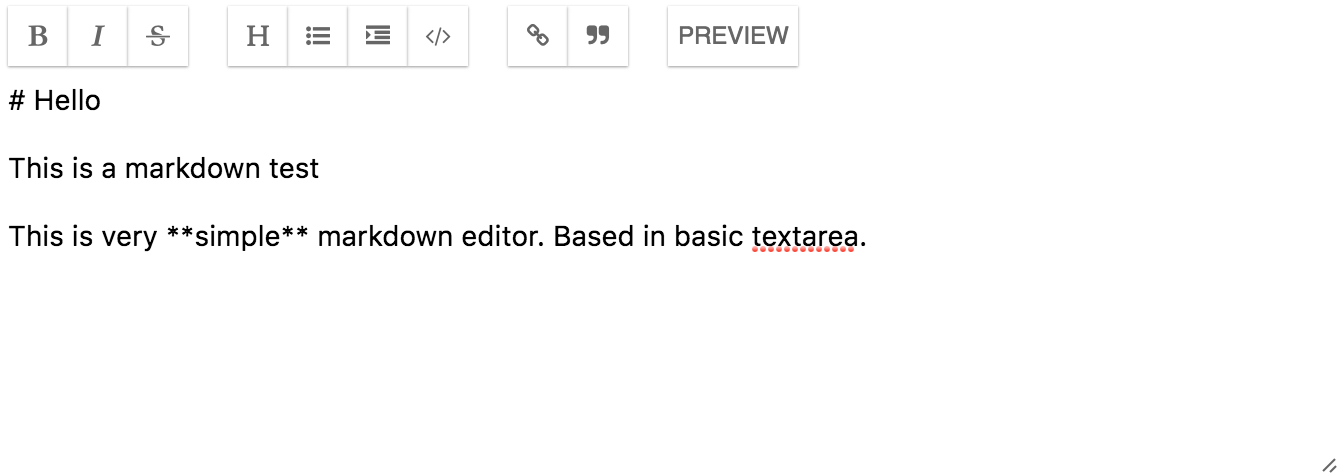 B I S H </> PREVIEW
# Hello
This is a markdown test
This is very **simple** markdown editor. Based in basic textarea.